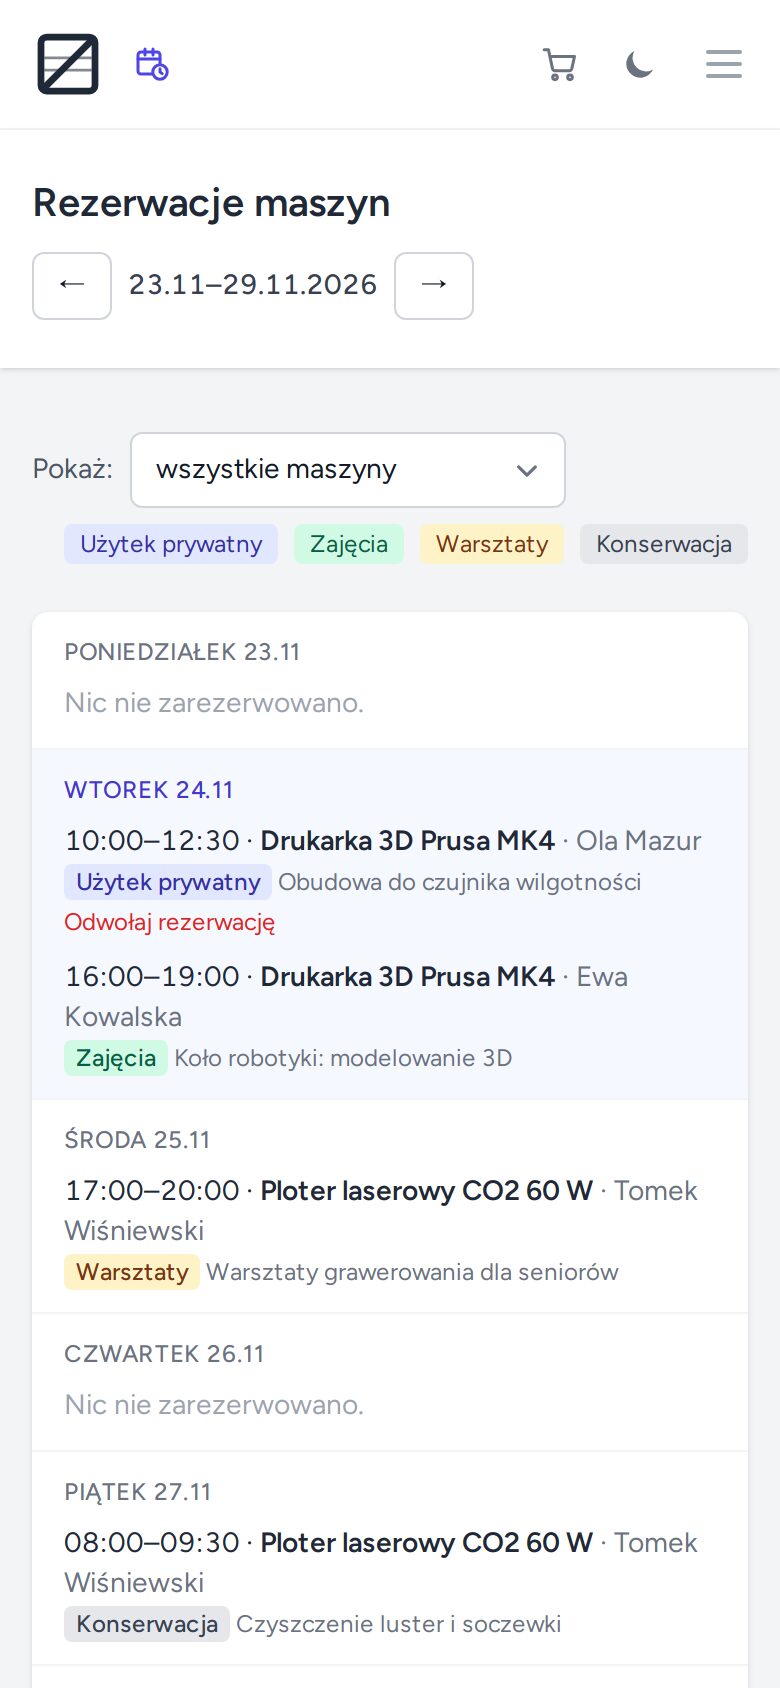 Rezerwacje maszyn
← 23.11–29.11.2026 →
Pokaż: wszystkie maszyny
Użytek prywatny Zajęcia Warsztaty Konserwacja
PONIEDZIAŁEK 23.11
Nic nie zarezerwowano.
WTOREK 24.11
10:00–12:30 · Drukarka 3D Prusa MK4 · Ola Mazur
Użytek prywatny Obudowa do czujnika wilgotności
Odwołaj rezerwację
16:00–19:00 · Drukarka 3D Prusa MK4 · Ewa
Kowalska
Zajęcia Koło robotyki: modelowanie 3D
ŚRODA 25.11
17:00–20:00 · Ploter laserowy CO2 60 W · Tomek
Wiśniewski
Warsztaty Warsztaty grawerowania dla seniorów
CZWARTEK 26.11
Nic nie zarezerwowano.
PIĄTEK 27.11
08:00–09:30 · Ploter laserowy CO2 60 W · Tomek
Wiśniewski
Konserwacja Czyszczenie luster i soczewki